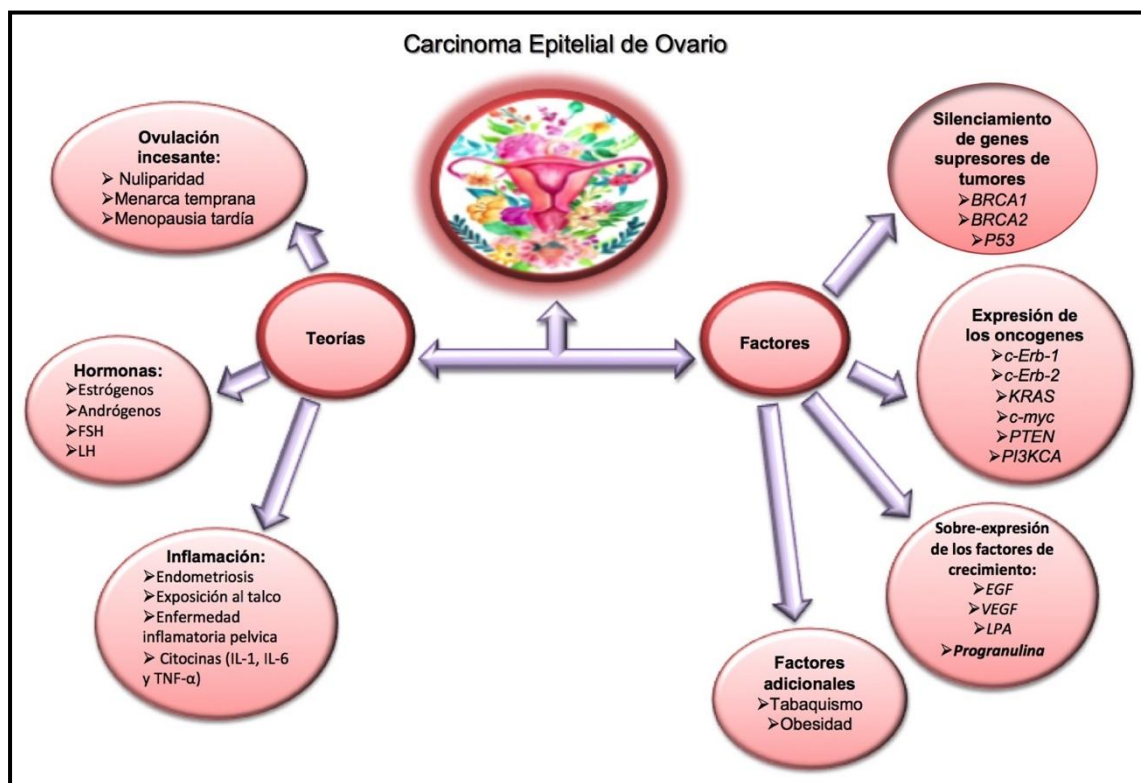 Carcinoma Epitelial de Ovario
Ovulación
incesante:
➢ Nuliparidad
➢ Menarca temprana
➢ Menopausia tardía
Teorías
Hormonas:
➢Estrógenos
➢Andrógenos
➢FSH
➢LH
Inflamación:
➢Endometriosis
➢Exposición al talco
➢Enfermedad
inflamatoria pelvica
➢ Citocinas (IL-1, IL-6
y TNF-α)
Factores
Silenciamiento
de genes
supresores de
tumores
➢BRCA1
➢BRCA2
➢P53
Expresión de
los oncogenes
➢c-Erb-1
➢c-Erb-2
➢KRAS
➢c-myc
➢PTEN
➢PI3KCA
Sobre-expresión
de los factores de
crecimiento:
➢EGF
➢VEGF
➢LPA
➢Progranulina
Factores
adicionales
➢Tabaquismo
➢Obesidad